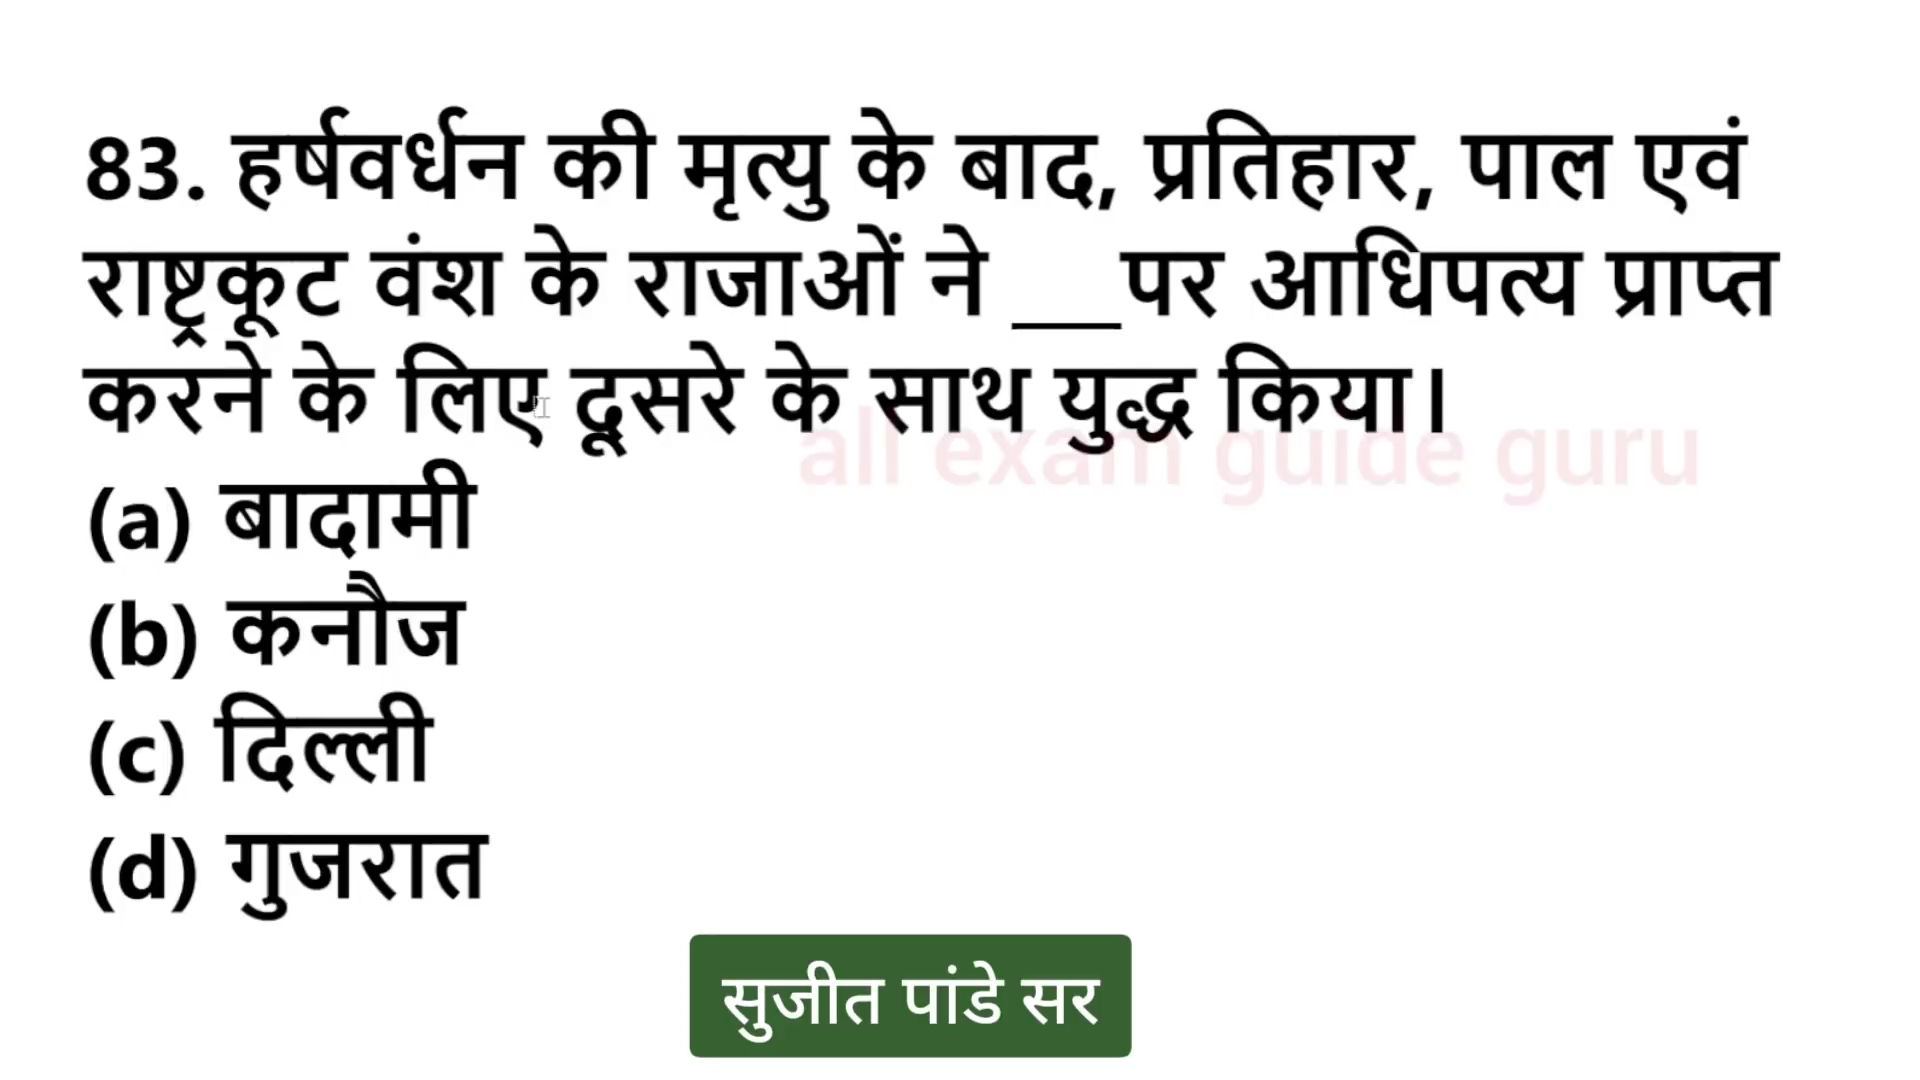 83. हर्षवर्धन की मृत्यु के बाद, प्रतिहार, पाल एवं
राष्ट्रकूट वंश के राजाओं ने ___पर आधिपत्य प्राप्त
करने के लिए दूसरे के साथ युद्ध किया।
all exam guide guru
(a) बादामी
(b) कनौज
(c) दिल्ली
(d) गुजरात
सुजीत पांडे सर